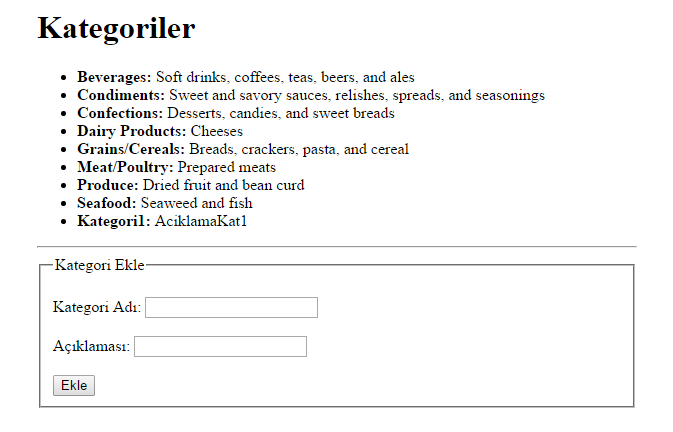 Kategoriler
Beverages: Soft drinks, coffees, teas, beers, and ales
Condiments: Sweet and savory sauces, relishes, spreads, and seasonings
Confections: Desserts, candies, and sweet breads
Dairy Products: Cheeses
Grains/Cereals: Breads, crackers, pasta, and cereal
Meat/Poultry: Prepared meats
Produce: Dried fruit and bean curd
Seafood: Seaweed and fish
Kategori1: AciklamaKat1
Kategori Ekle
Kategori Adı:
Açıklaması:
Ekle